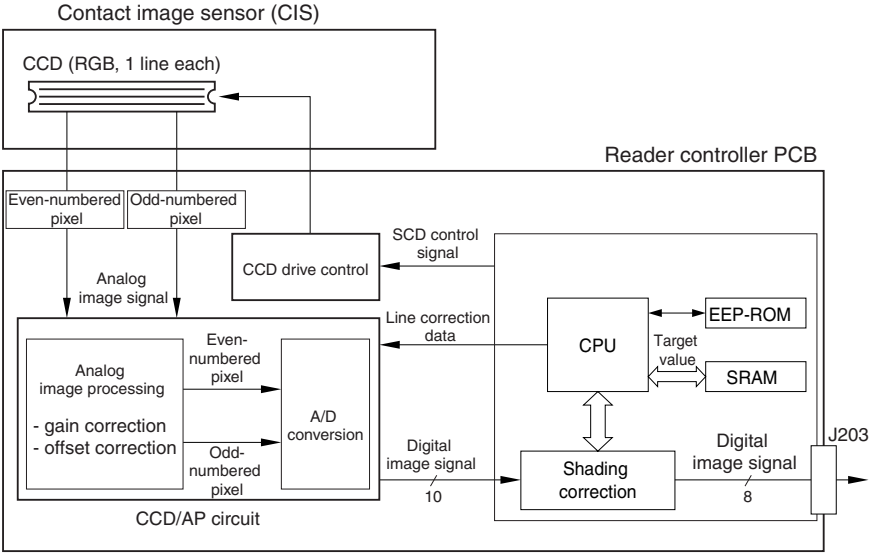 Contact image sensor (CIS)
CCD (RGB, 1 line each)
Reader controller PCB
Even-numbered
pixel
Odd-numbered
pixel
Analog
image signal
CCD drive control
SCD control
signal
Line correction
data
CPU
EEP-ROM
Target
value
SRAM
Analog
image processing
- gain correction
- offset correction
Even-
numbered
pixel
Odd-
numbered
pixel
A/D
conversion
CCD/AP circuit
Digital
image signal
10
Shading
correction
Digital
image signal
8
J203